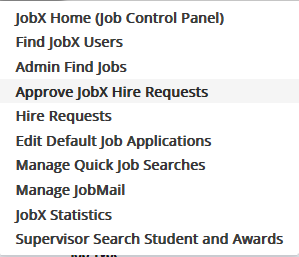 JobX Home (Job Control Panel)
Find JobX Users
Admin Find Jobs
Approve JobX Hire Requests
Hire Requests
Edit Default Job Applications
Manage Quick Job Searches
Manage JobMail
JobX Statistics
Supervisor Search Student and Awards